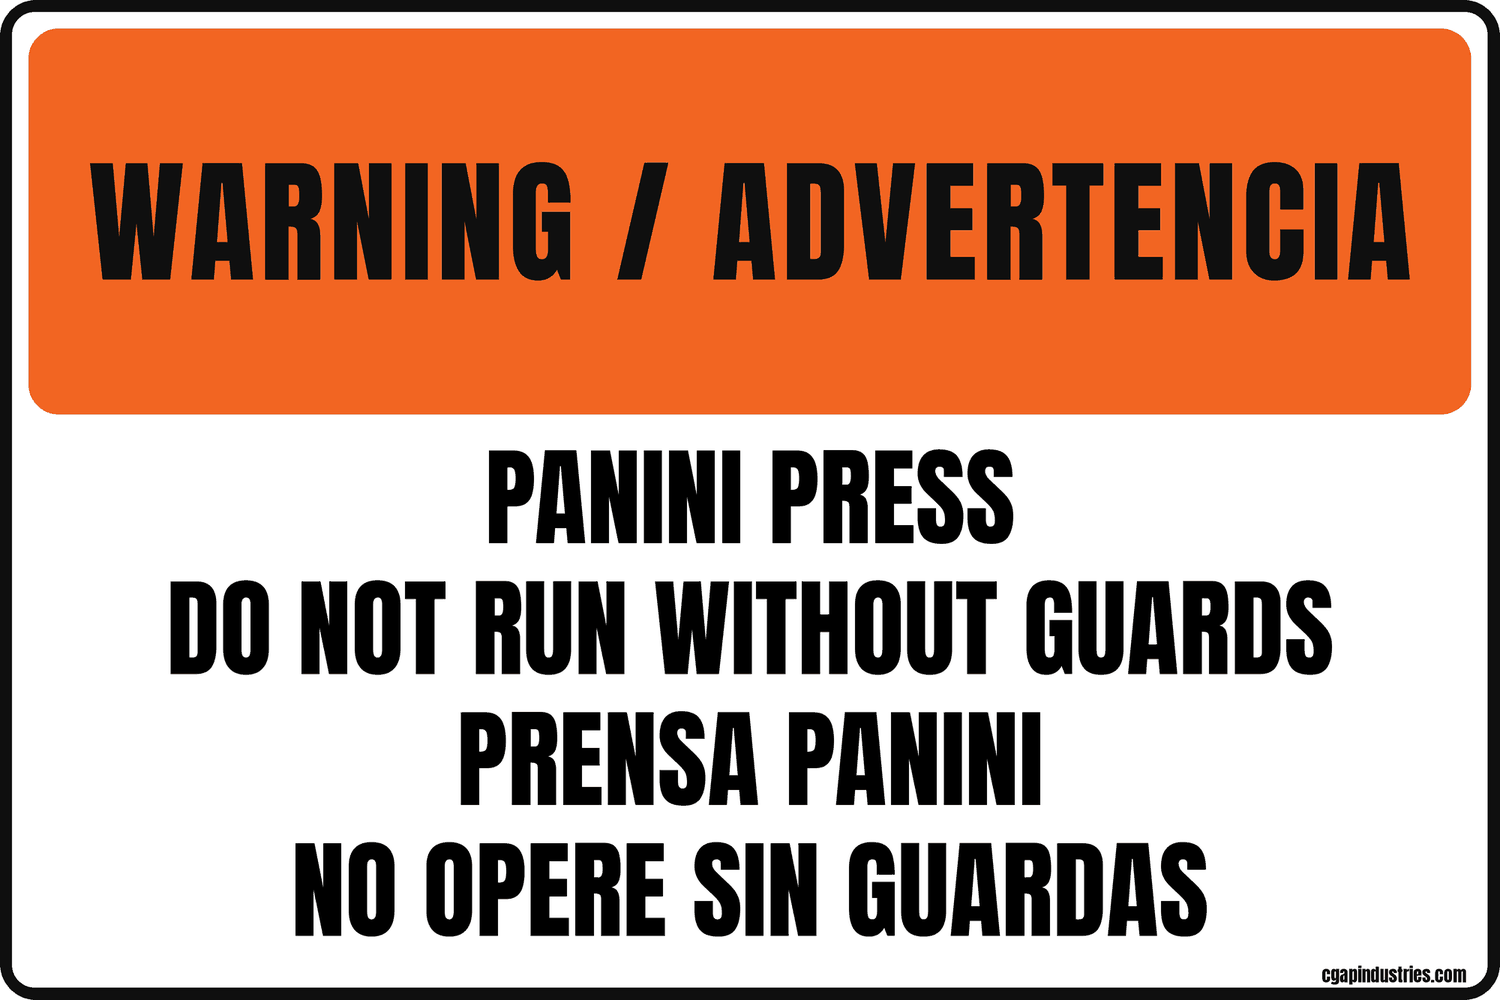 WARNING / ADVERTENCIA
PANINI PRESS
DO NOT RUN WITHOUT GUARDS
PRENSA PANINI
NO OPERE SIN GUARDAS
cgapindustries.com